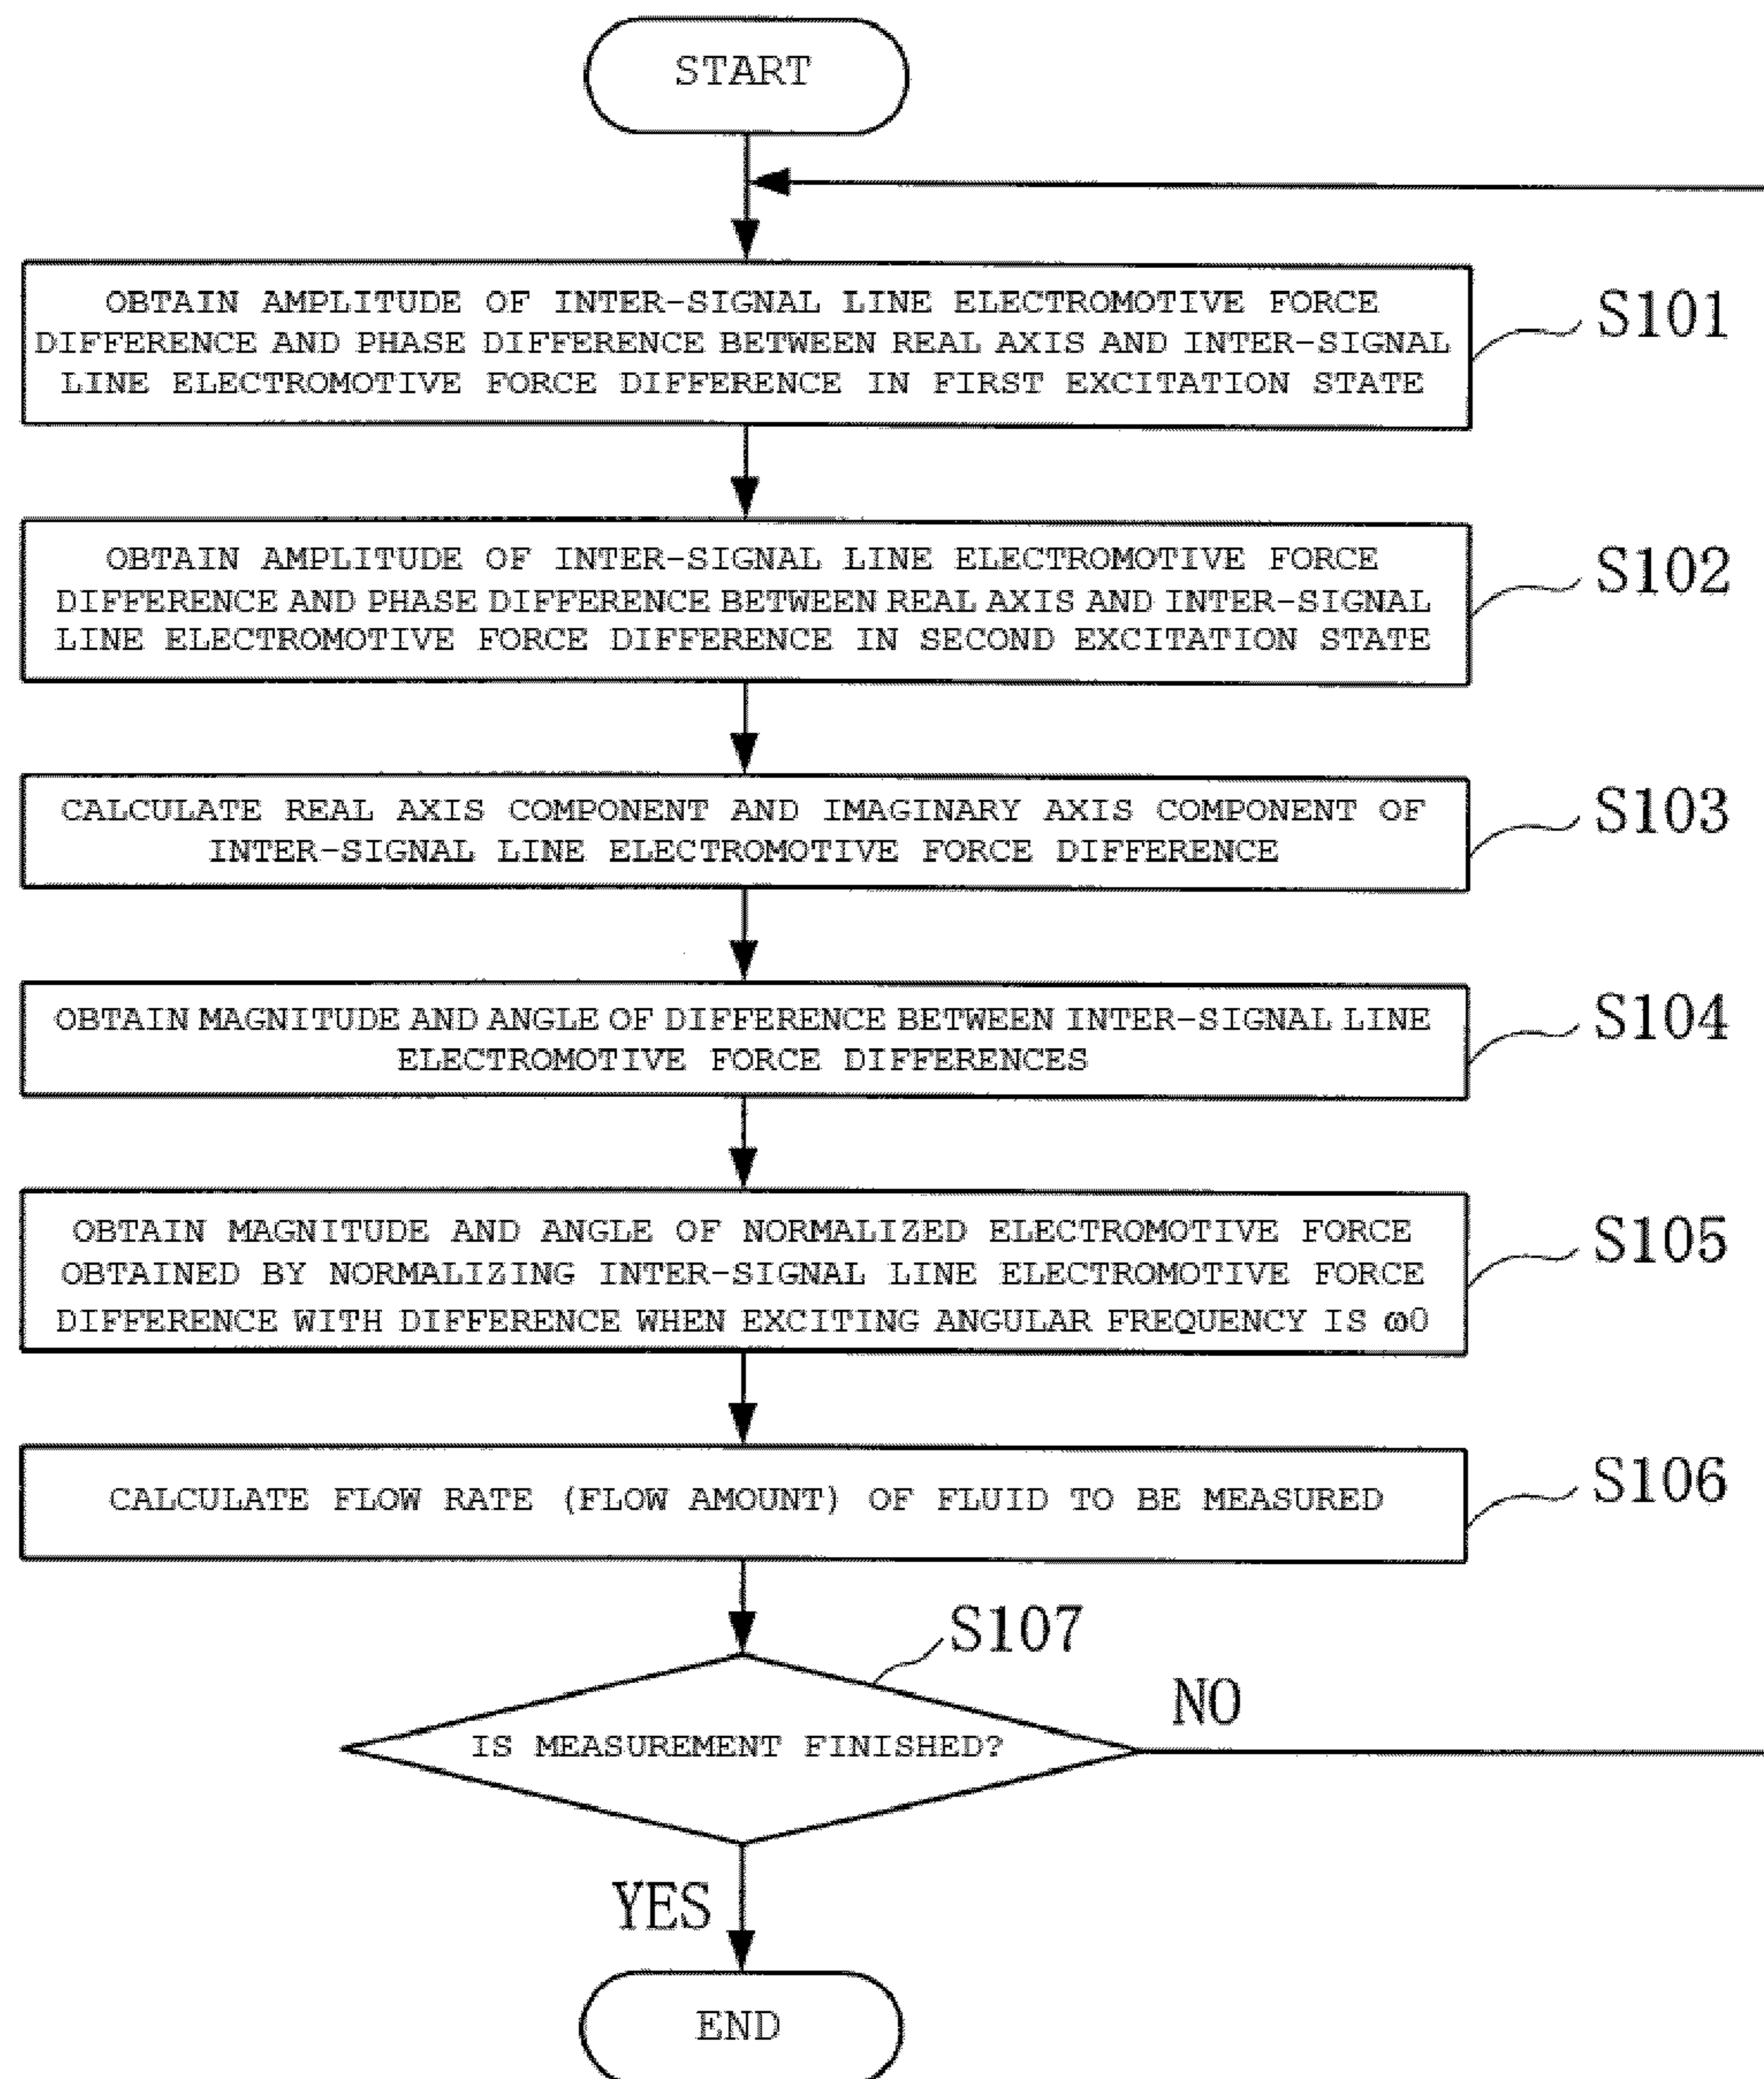 START
OBTAIN AMPLITUDE OF INTER-SIGNAL LINE ELECTROMOTIVE FORCE
DIFFERENCE AND PHASE DIFFERENCE BETWEEN REAL AXIS AND INTER-SIGNAL
LINE ELECTROMOTIVE FORCE DIFFERENCE IN FIRST EXCITATION STATE
S101
OBTAIN AMPLITUDE OF INTER-SIGNAL LINE ELECTROMOTIVE FORCE
DIFFERENCE AND PHASE DIFFERENCE BETWEEN REAL AXIS AND INTER-SIGNAL
LINE ELECTROMOTIVE FORCE DIFFERENCE IN SECOND EXCITATION STATE
S102
CALCULATE REAL AXIS COMPONENT AND IMAGINARY AXIS COMPONENT OF
INTER-SIGNAL LINE ELECTROMOTIVE FORCE DIFFERENCE
S103
OBTAIN MAGNITUDE AND ANGLE OF DIFFERENCE BETWEEN INTER-SIGNAL LINE
ELECTROMOTIVE FORCE DIFFERENCES
S104
OBTAIN MAGNITUDE AND ANGLE OF NORMALIZED ELECTROMOTIVE FORCE
OBTAINED BY NORMALIZING INTER-SIGNAL LINE ELECTROMOTIVE FORCE
DIFFERENCE WITH DIFFERENCE WHEN EXCITING ANGULAR FREQUENCY IS ω0
S105
CALCULATE FLOW RATE (FLOW AMOUNT) OF FLUID TO BE MEASURED
S106
S107
IS MEASUREMENT FINISHED?
NO
YES
END